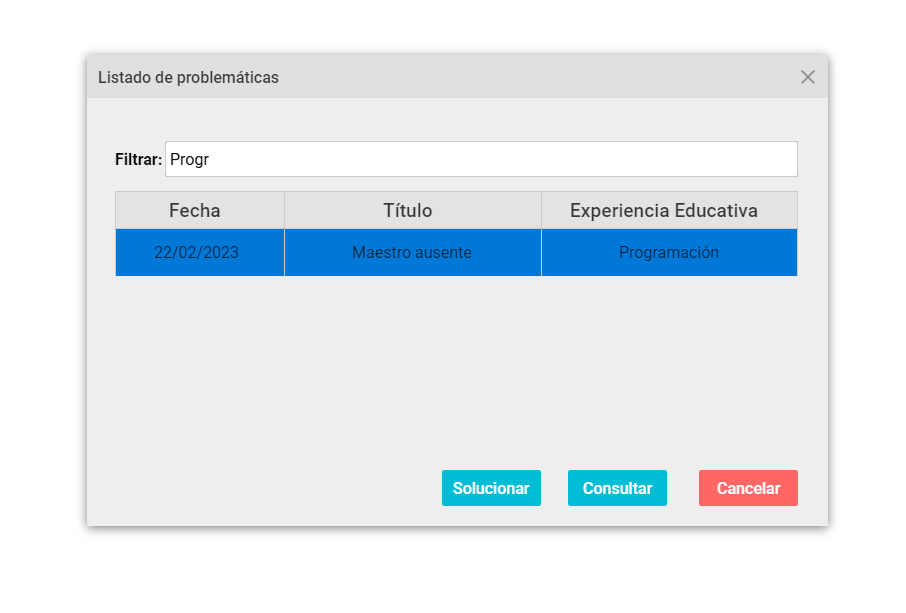 Listado de problemáticas
Filtrar: Progr
Fecha Título Experiencia Educativa
22/02/2023 Maestro ausente Programación
Solucionar Consultar Cancelar